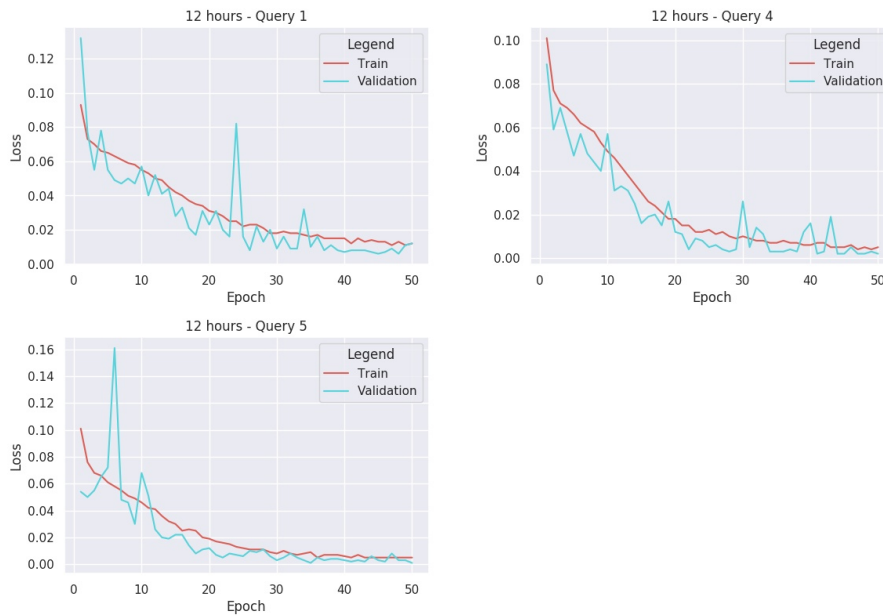 12 hours - Query 1
Legend
Train
Validation
0.12
0.10
0.08
0.06
0.04
0.02
0.00
Loss
0
10
20
30
40
50
Epoch
12 hours - Query 4
Legend
Train
Validation
0.10
0.08
0.06
0.04
0.02
0.00
Loss
0
10
20
30
40
50
Epoch
12 hours - Query 5
Legend
Train
Validation
0.16
0.14
0.12
0.10
0.08
0.06
0.04
0.02
0.00
Loss
0
10
20
30
40
50
Epoch